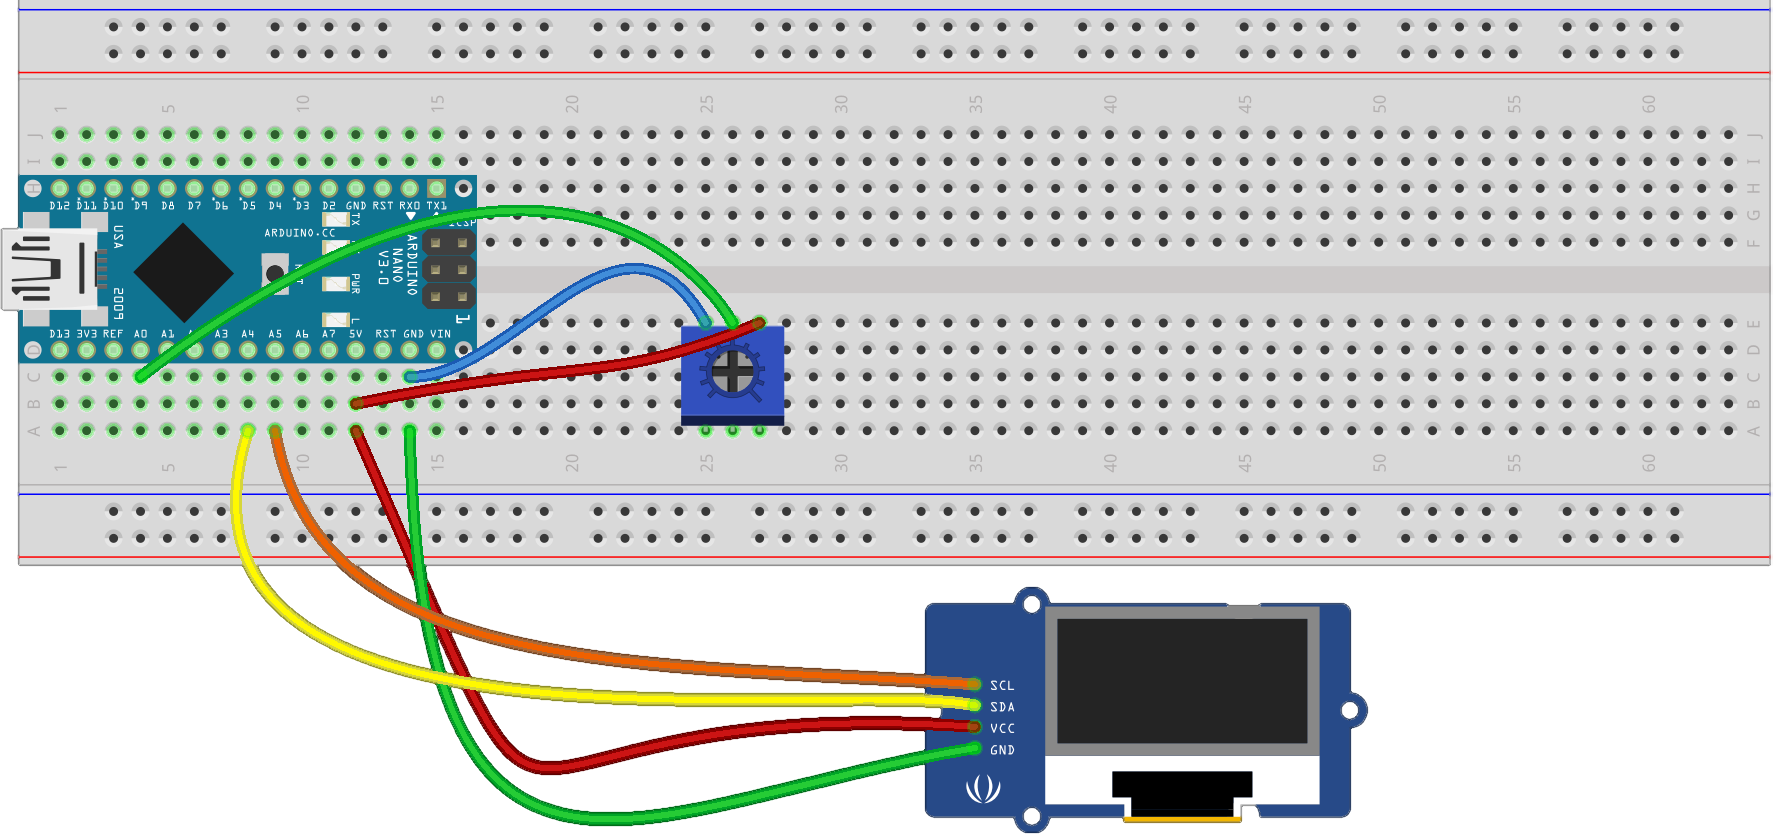 1 5 10 15 20 25 30 35 40 45 50 55 60
J J
I I
H H
D12 D11 D10 D9 D8 D7 D6 D5 D4 D3 D2 GND RST RX0 TX1
G
TX
ICSP
USA
ARDUINO.CC
F
ARDUINO
NANO
V3.0
PWR
2009
L
1
E
D13 3V3 REF A0 A1 A3 A4 A5 A6 A7 5V RST GND VIN
D D
C C
B B
A A
1 5 10 15 20 25 30 35 40 45 50 55 60
SCL
SDA
VCC
GND